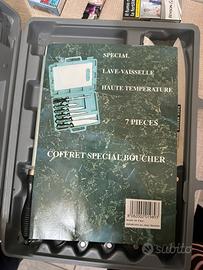 SPECIAL
LAVE-VAISSELLE
HAUTE TEMPERATURE
7 PIECES
COFFRET SPECIAL BOUCHER
subito